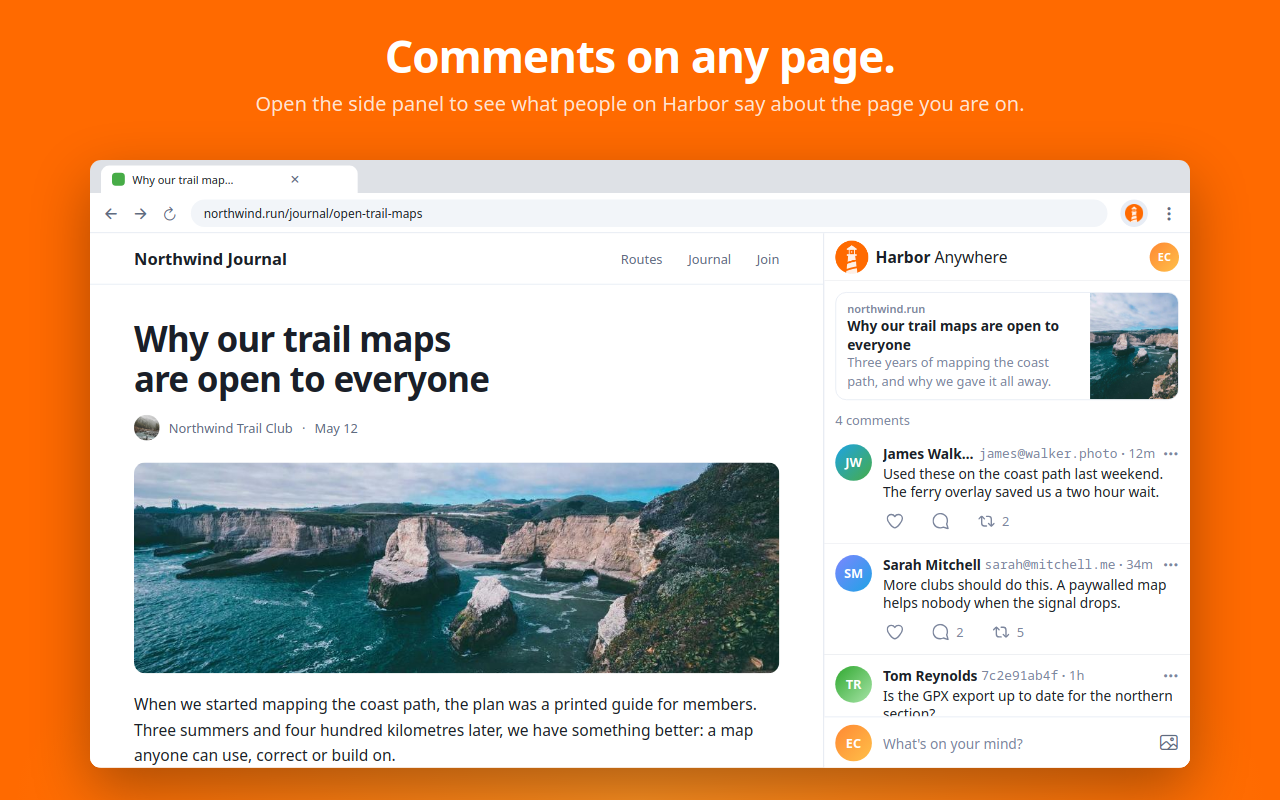 Comments on any page.
Open the side panel to see what people on Harbor say about the page you are on.
Why our trail map...
northwind.run/journal/open-trail-maps
Northwind Journal
Routes
Journal
Join
Why our trail maps
are open to everyone
Northwind Trail Club · May 12
When we started mapping the coast path, the plan was a printed guide for members.
Three summers and four hundred kilometres later, we have something better: a map
anyone can use, correct or build on.
Harbor Anywhere
EC
northwind.run
Why our trail maps are open to
everyone
Three years of mapping the coast
path, and why we gave it all away.
4 comments
JW
James Walk... james@walker.photo · 12m
Used these on the coast path last weekend.
The ferry overlay saved us a two hour wait.
2
SM
Sarah Mitchell sarah@mitchell.me · 34m
More clubs should do this. A paywalled map
helps nobody when the signal drops.
2
5
TR
Tom Reynolds 7c2e91ab4f · 1h
Is the GPX export up to date for the northern
section?
EC
What's on your mind?